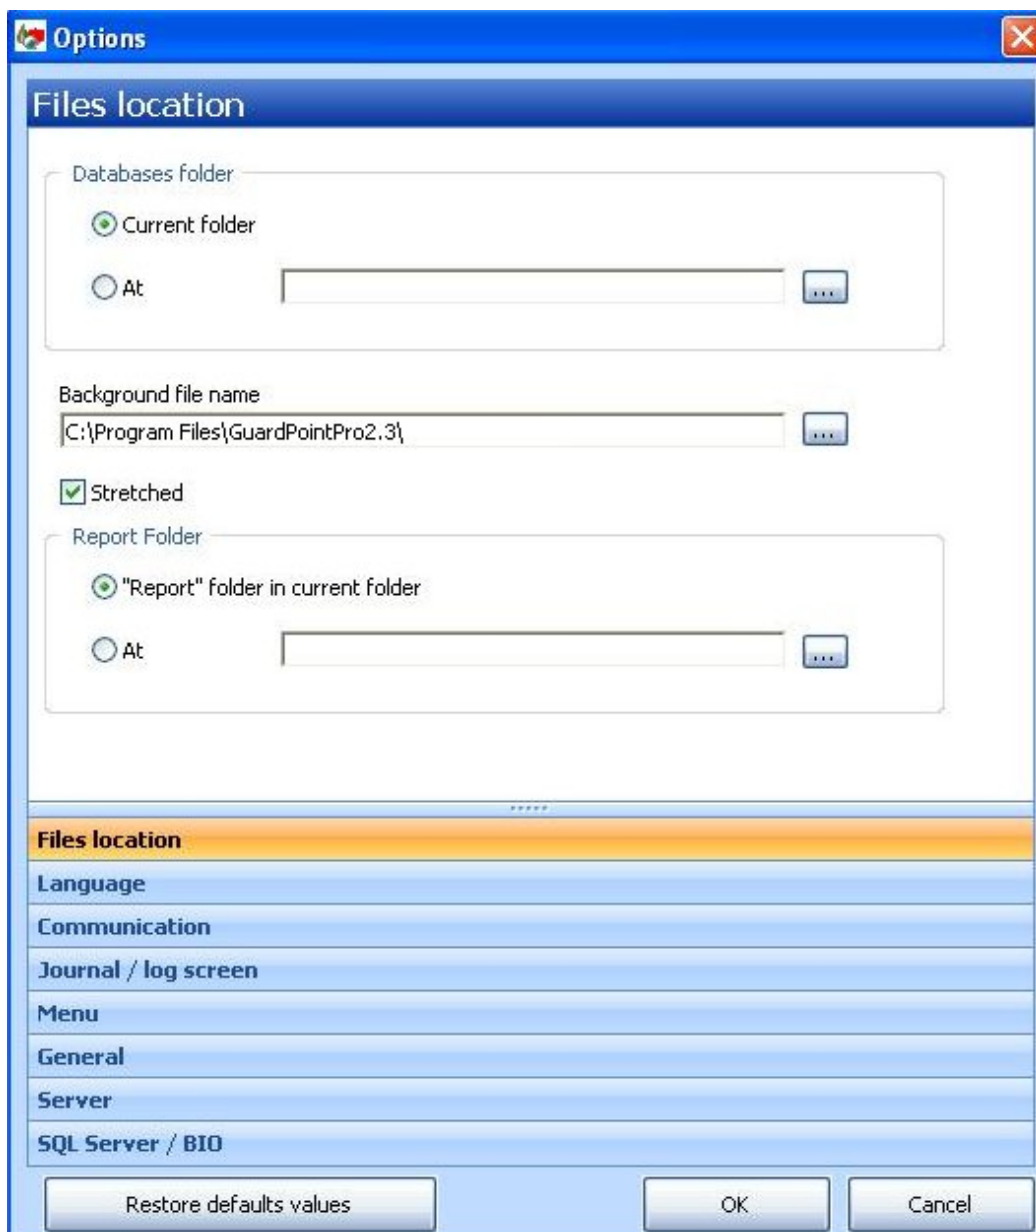 Options
Files location
Databases folder
Current folder
At
...
Background file name
C:\Program Files\GuardPointPro2.3\
...
Stretched
Report Folder
"Report" folder in current folder
At
...
Files location
Language
Communication
Journal / log screen
Menu
General
Server
SQL Server / BIO
Restore defaults values OK Cancel